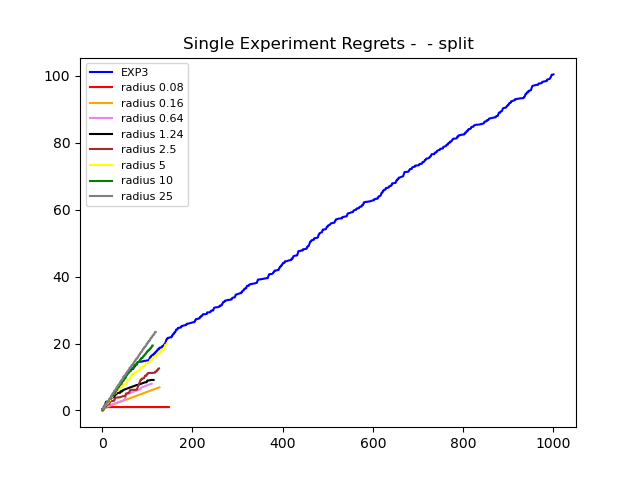 Single Experiment Regrets -  - split
EXP3
radius 0.08
radius 0.16
radius 0.64
radius 1.24
radius 2.5
radius 5
radius 10
radius 25
100
80
60
40
20
0
0 200 400 600 800 1000